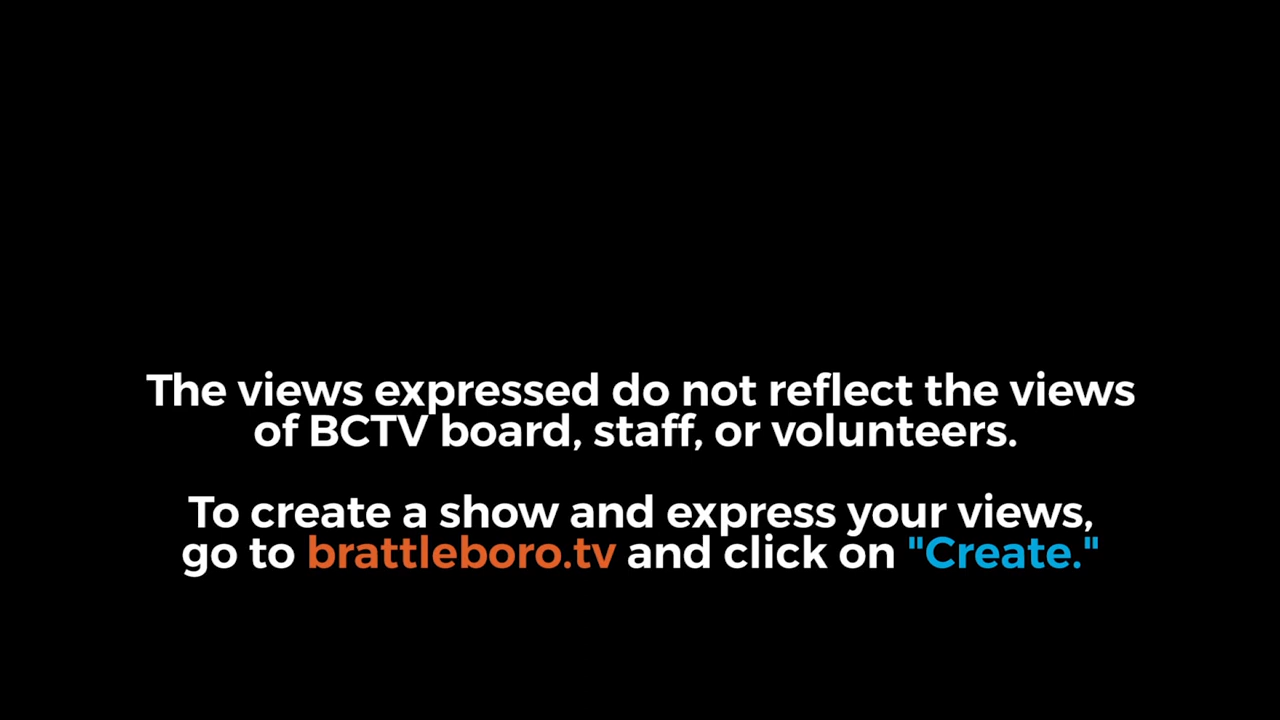 The views expressed do not reflect the views
of BCTV board, staff, or volunteers.
To create a show and express your views,
go to brattleboro.tv and click on "Create."